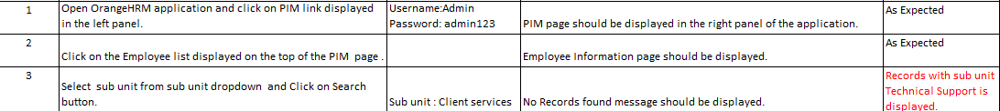 1
Open OrangeHRM application and click on PIM link displayed
in the left panel.
Username:Admin
Password: admin123
PIM page should be displayed in the right panel of the application.
As Expected
2
Click on the Employee list displayed on the top of the PIM page .
Employee Information page should be displayed.
As Expected
3
Select sub unit from sub unit dropdown and Click on Search
button.
Sub unit : Client services
No Records found message should be displayed.
Records with sub unit
Technical Support is
displayed.